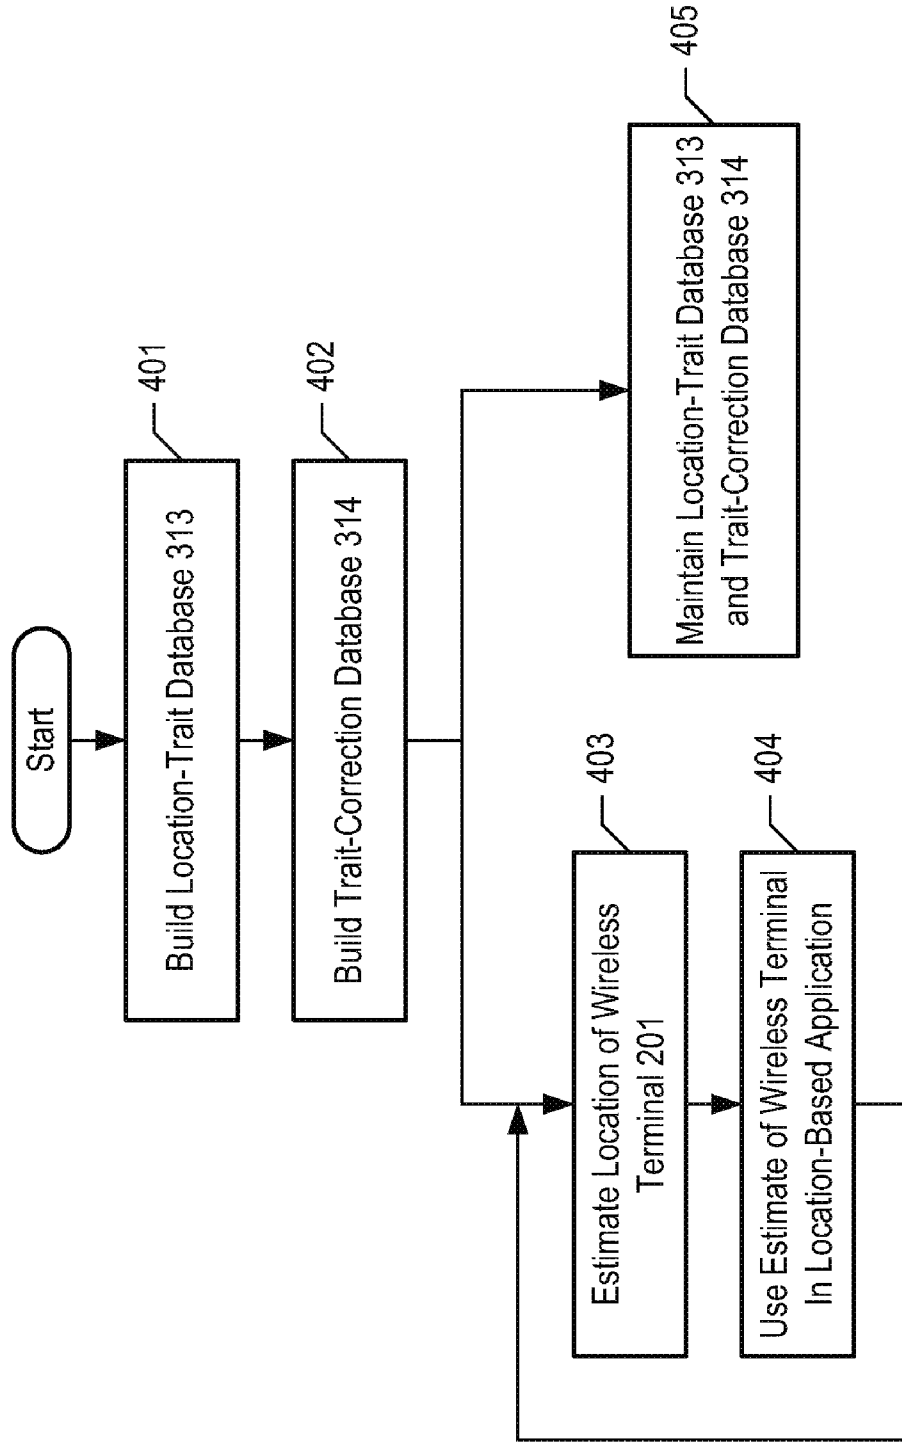 Start
Build Location-Trait Database 313
401
Build Trait-Correction Database 314
402
Estimate Location of Wireless
Terminal 201
403
Use Estimate of Wireless Terminal
In Location-Based Application
404
Maintain Location-Trait Database 313
and Trait-Correction Database 314
405